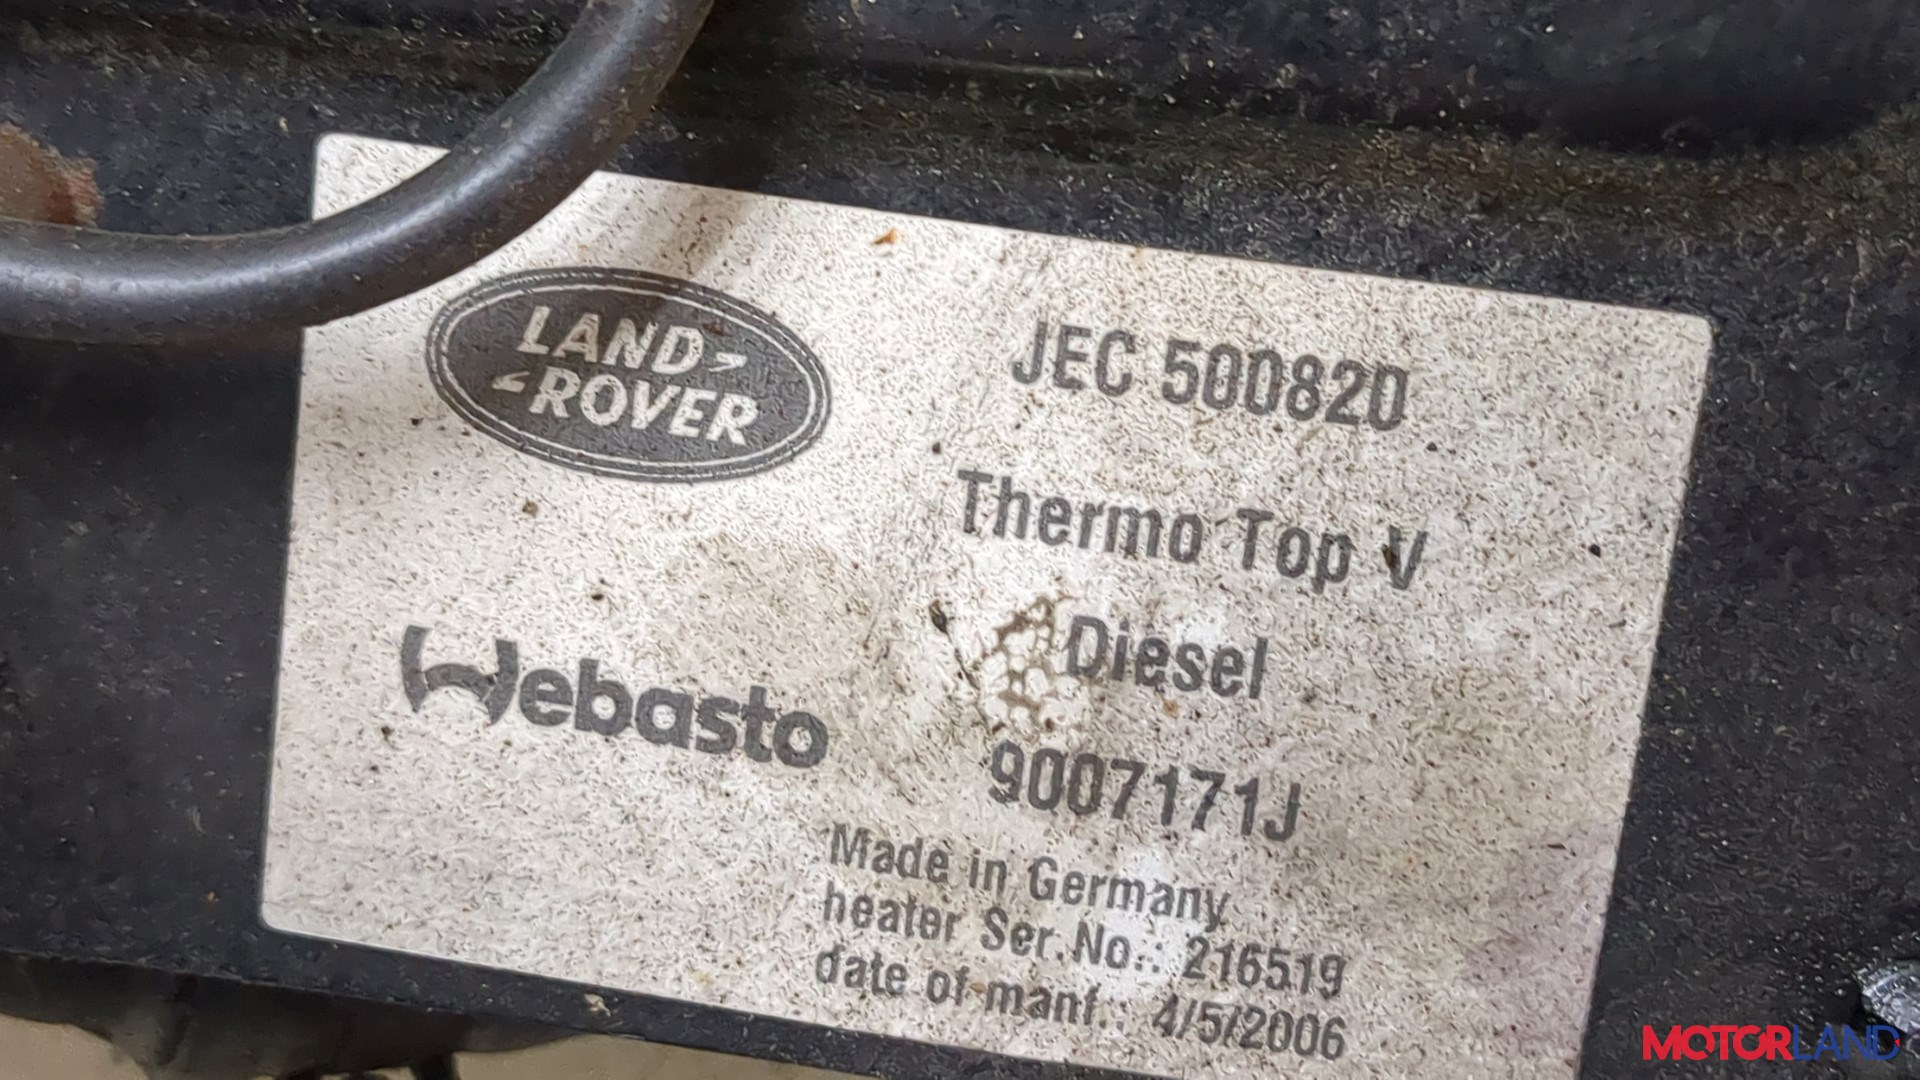 LAND
ROVER
JEC 500820
Thermo Top V
Diesel
Webasto
9007171J
Made in Germany
heater Ser.No.: 216519
date of manf.: 4/5/2006
MOTORLAND